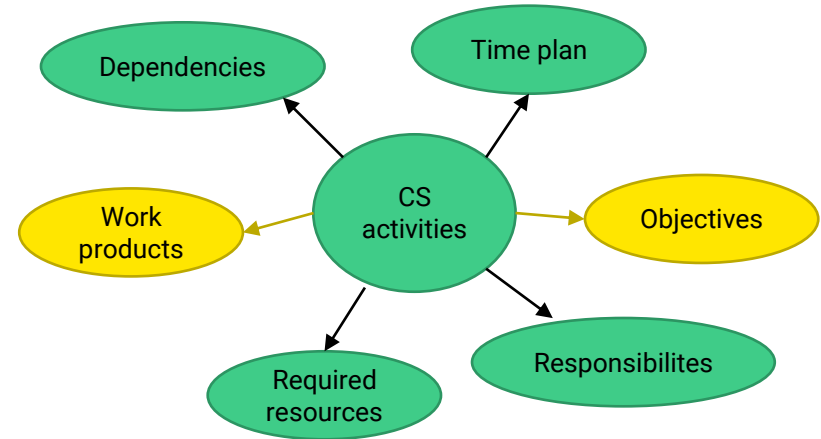 Dependencies
Time plan
CS
activities
Work
products
Objectives
Required
resources
Responsibilites